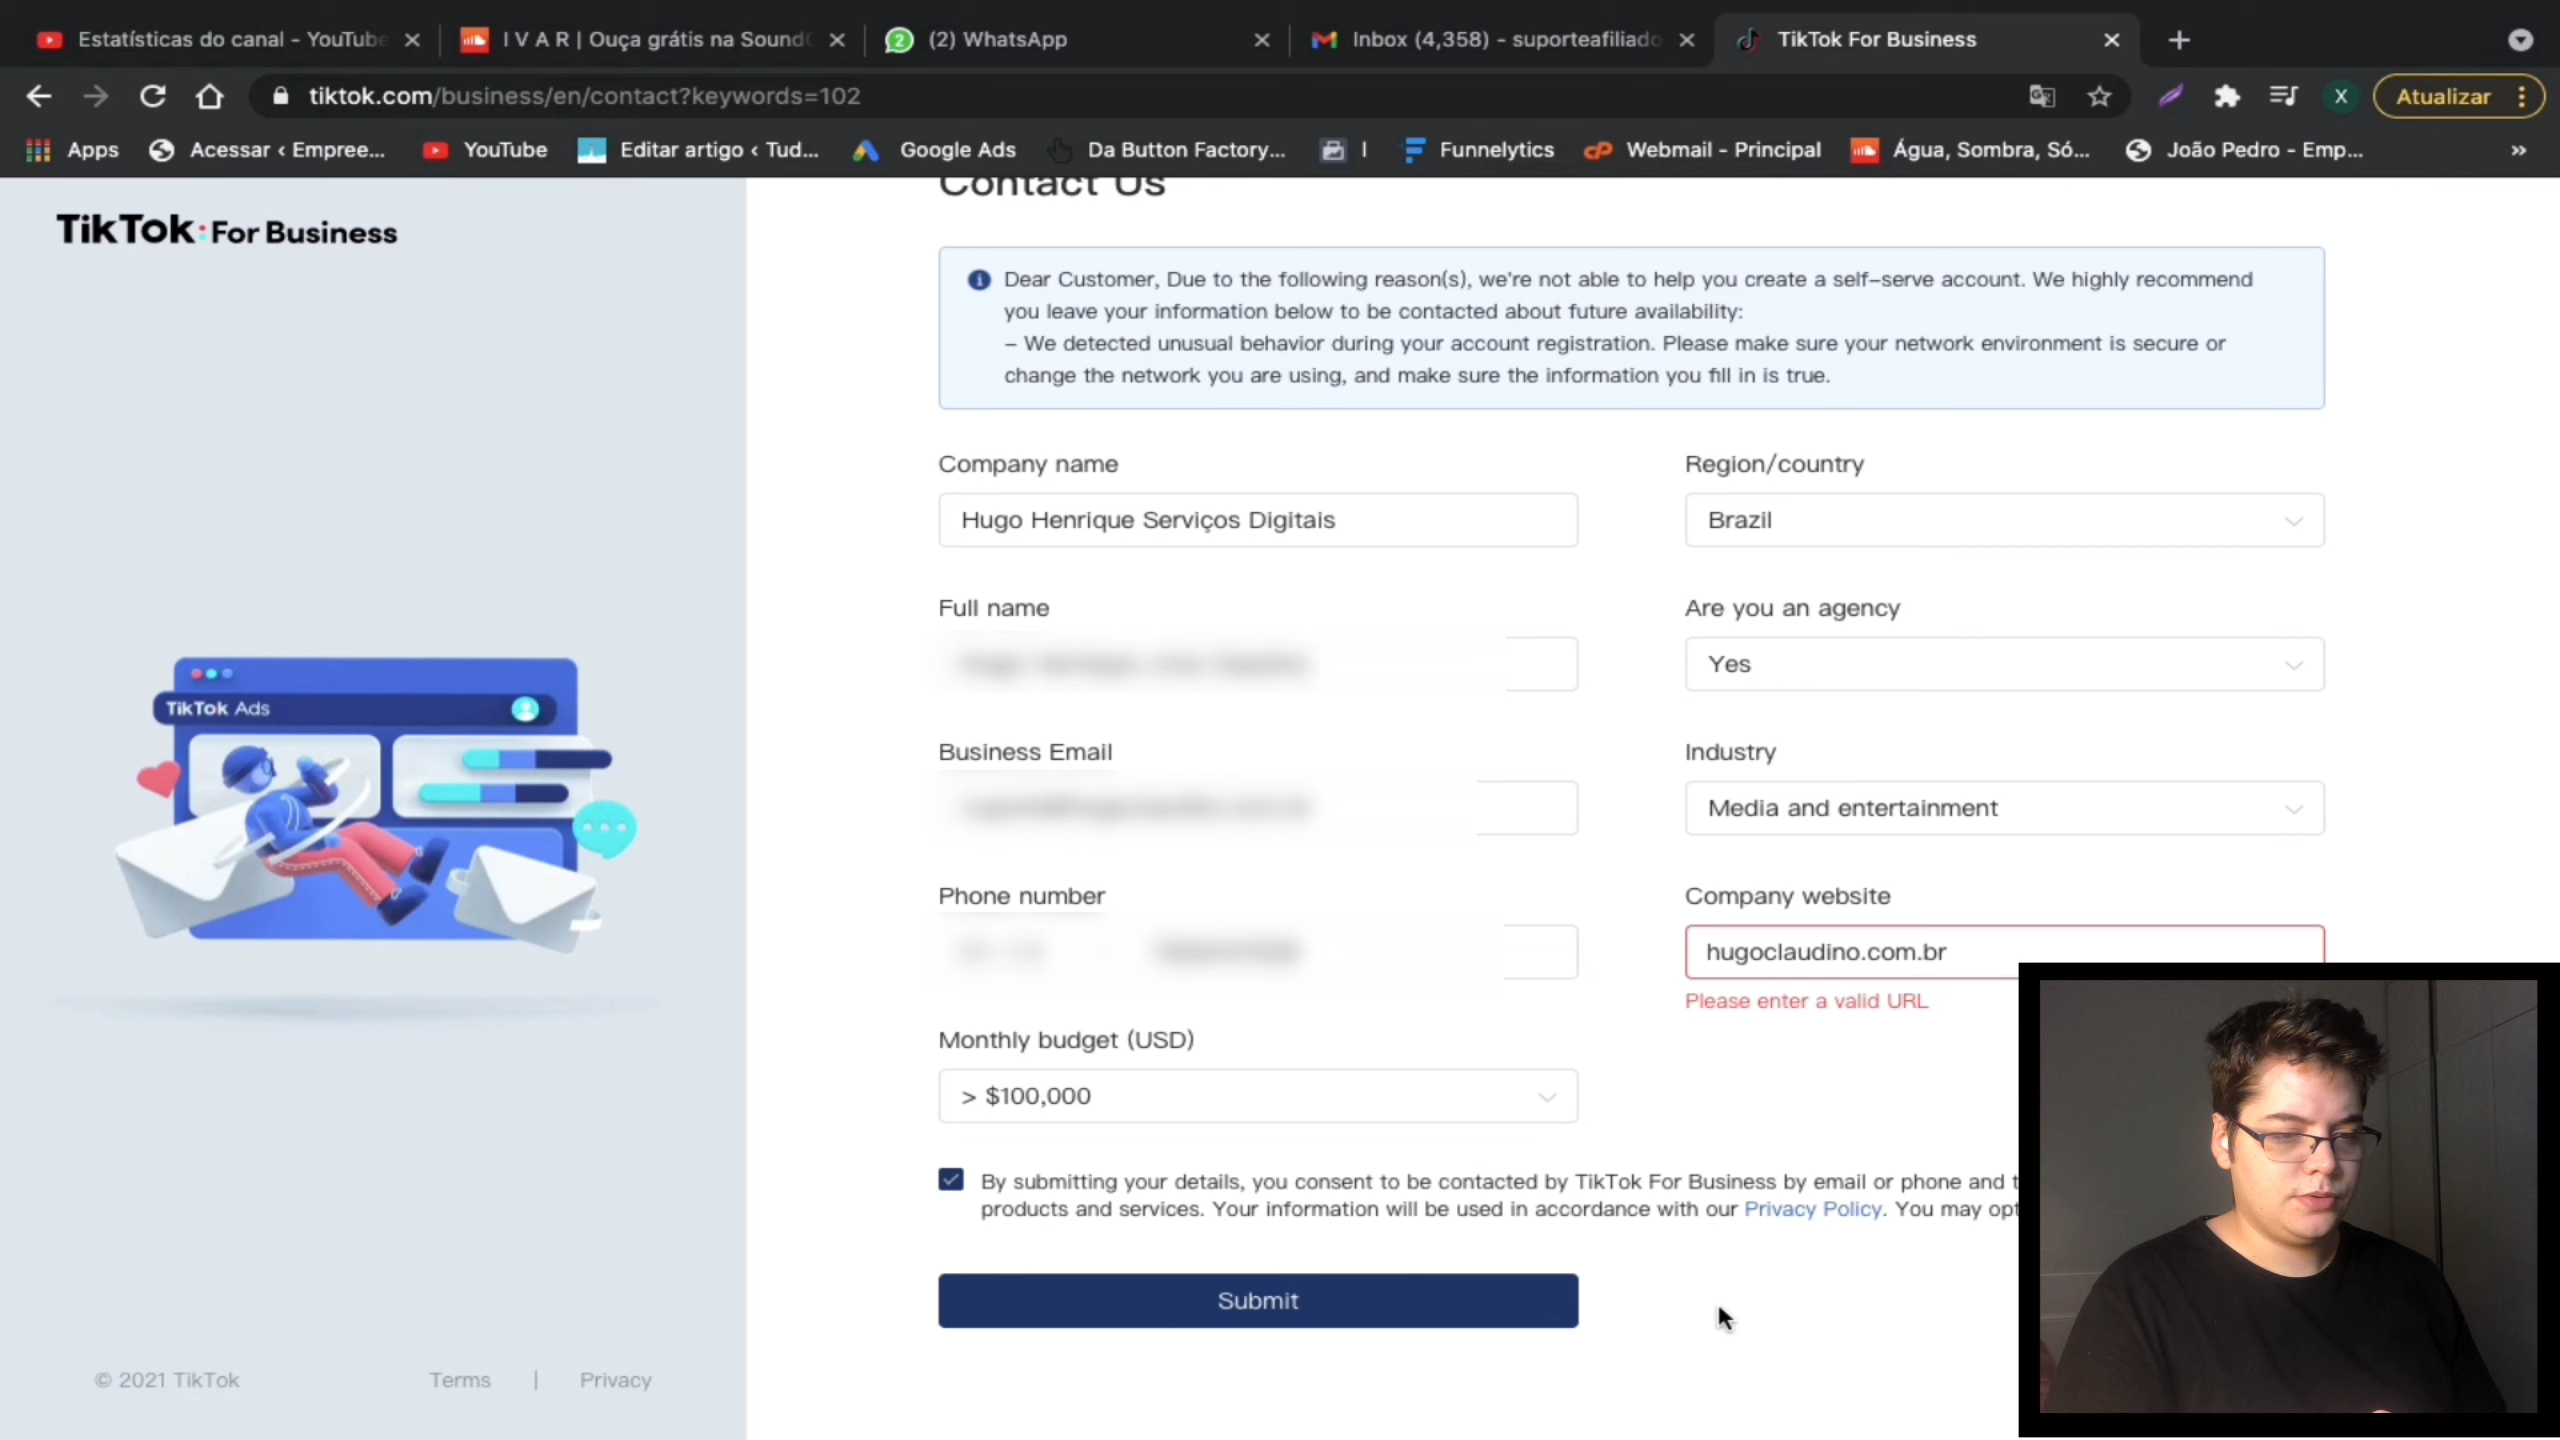 Estatísticas do canal - YouTube
I V A R | Ouça grátis na Sound
(2) WhatsApp
Inbox (4,358) - suporteafiliado
TikTok For Business
tiktok.com/business/en/contact?keywords=102
X
Atualizar
Apps
Acessar ‹ Empree...
YouTube
Editar artigo ‹ Tud...
Google Ads
Da Button Factory...
I
Funnelytics
Webmail - Principal
Água, Sombra, Só...
João Pedro - Emp...
»
TikTok: For Business
Contact Us
Dear Customer, Due to the following reason(s), we're not able to help you create a self-serve account. We highly recommend
you leave your information below to be contacted about future availability:
- We detected unusual behavior during your account registration. Please make sure your network environment is secure or
change the network you are using, and make sure the information you fill in is true.
Company name
Hugo Henrique Serviços Digitais
Region/country
Brazil
Full name
Are you an agency
Yes
Business Email
Industry
Media and entertainment
Phone number
Company website
hugoclaudino.com.br
Please enter a valid URL
Monthly budget (USD)
> $100,000
By submitting your details, you consent to be contacted by TikTok For Business by email or phone and
products and services. Your information will be used in accordance with our Privacy Policy. You may opt
Submit
TikTok Ads
© 2021 TikTok
Terms
|
Privacy